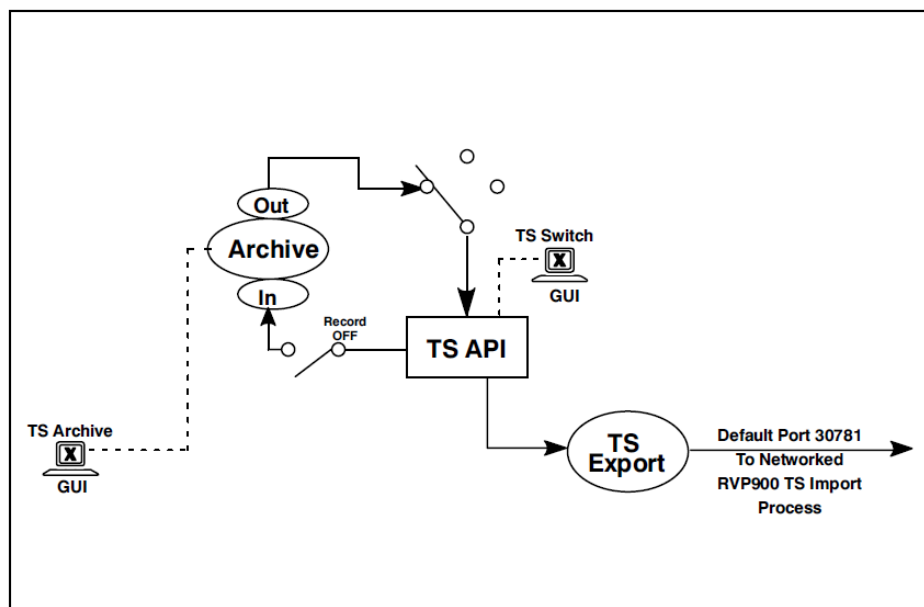 Out
Archive
In
Record
OFF
TS Switch
X
GUI
TS API
TS Archive
X
GUI
TS
Export
Default Port 30781
To Networked
RVP900 TS Import
Process